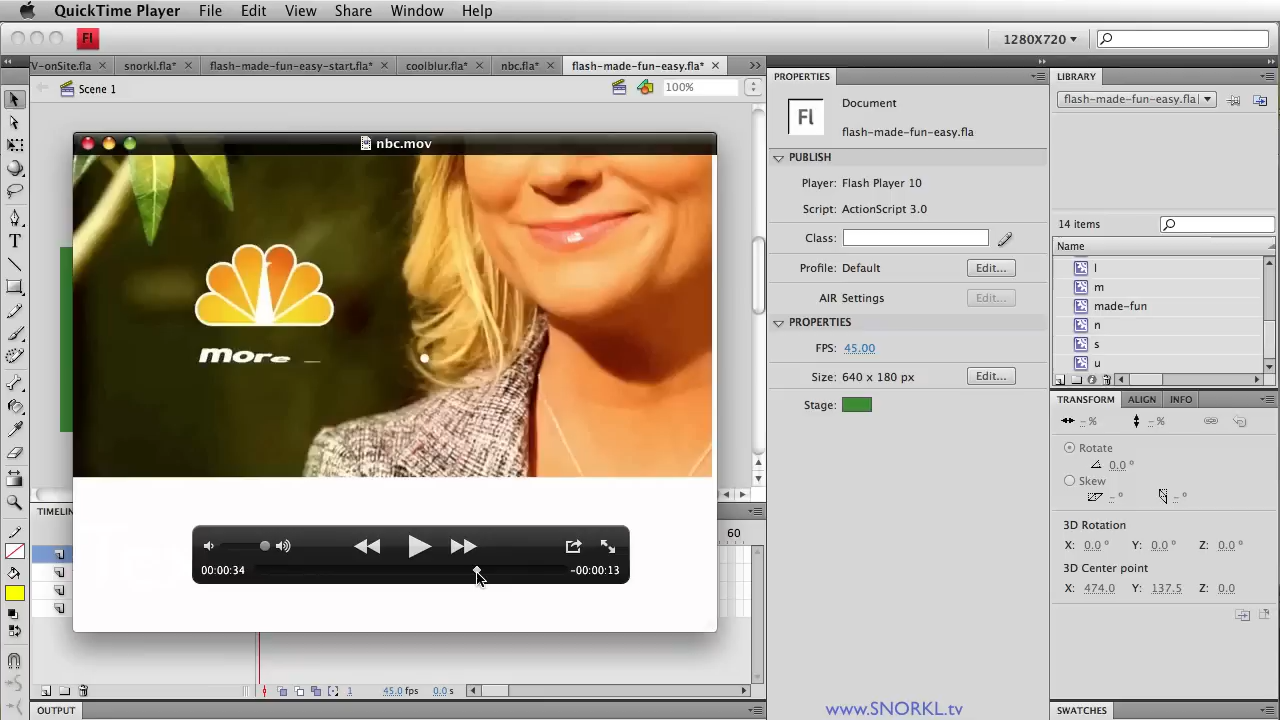 QuickTime Player File Edit View Share Window Help
Fl 1280X720
V-onSite.fla snorkl.fla* flash-made-fun-easy-start.fla* coolblur.fla* nbc.fla* flash-made-fun-easy.fla*
Scene 1 100%
nbc.mov
more
00:00:34 -00:00:13
TIMELIN 60
45.0 fps 0.0 s 1
OUTPUT
PROPERTIES
Fl Document
flash-made-fun-easy.fla
PUBLISH
Player: Flash Player 10
Script: ActionScript 3.0
Class:
Profile: Default Edit...
AIR Settings Edit...
PROPERTIES
FPS: 45.00
Size: 640 x 180 px Edit...
Stage:
www.SNORKL.tv
LIBRARY
flash-made-fun-easy.fla
14 items
Name
l
m
made-fun
n
s
u
TRANSFORM ALIGN INFO
-- % -- %
Rotate
0.0 °
Skew
-- ° -- °
3D Rotation
X: 0.0 ° Y: 0.0 ° Z: 0.0 °
3D Center point
X: 474.0 Y: 137.5 Z: 0.0
SWATCHES